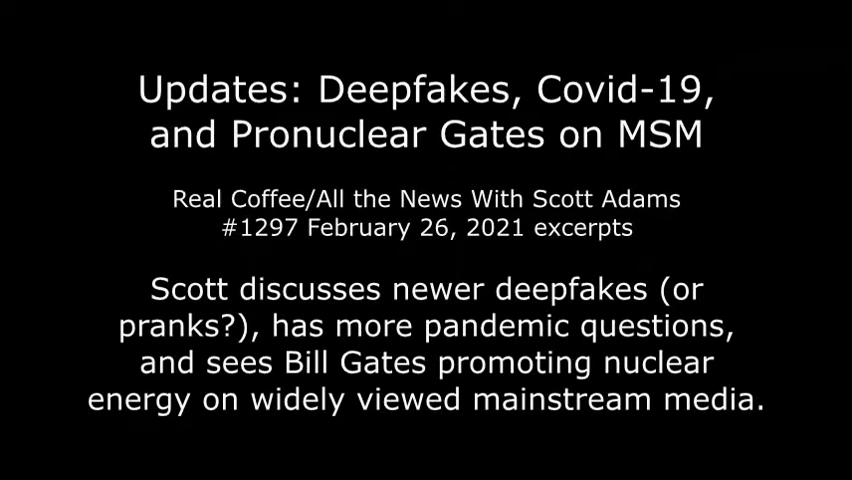 Updates: Deepfakes, Covid-19,
and Pronuclear Gates on MSM
Real Coffee/All the News With Scott Adams
#1297 February 26, 2021 excerpts
Scott discusses newer deepfakes (or
pranks?), has more pandemic questions,
and sees Bill Gates promoting nuclear
energy on widely viewed mainstream media.